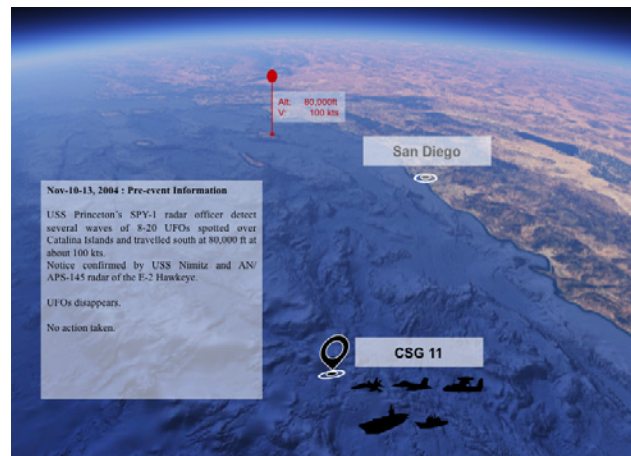 Alt: 80,000ft
V: 100 kts
San Diego
Nov-10-13, 2004 : Pre-event Information
USS Princeton's SPY-1 radar officer detect
several waves of 8-20 UFOs spotted over
Catalina Islands and travelled south at 80,000 ft at
about 100 kts.
Notice confirmed by USS Nimitz and AN/
APS-145 radar of the E-2 Hawkeye.
UFOs disappears.
No action taken.
CSG 11